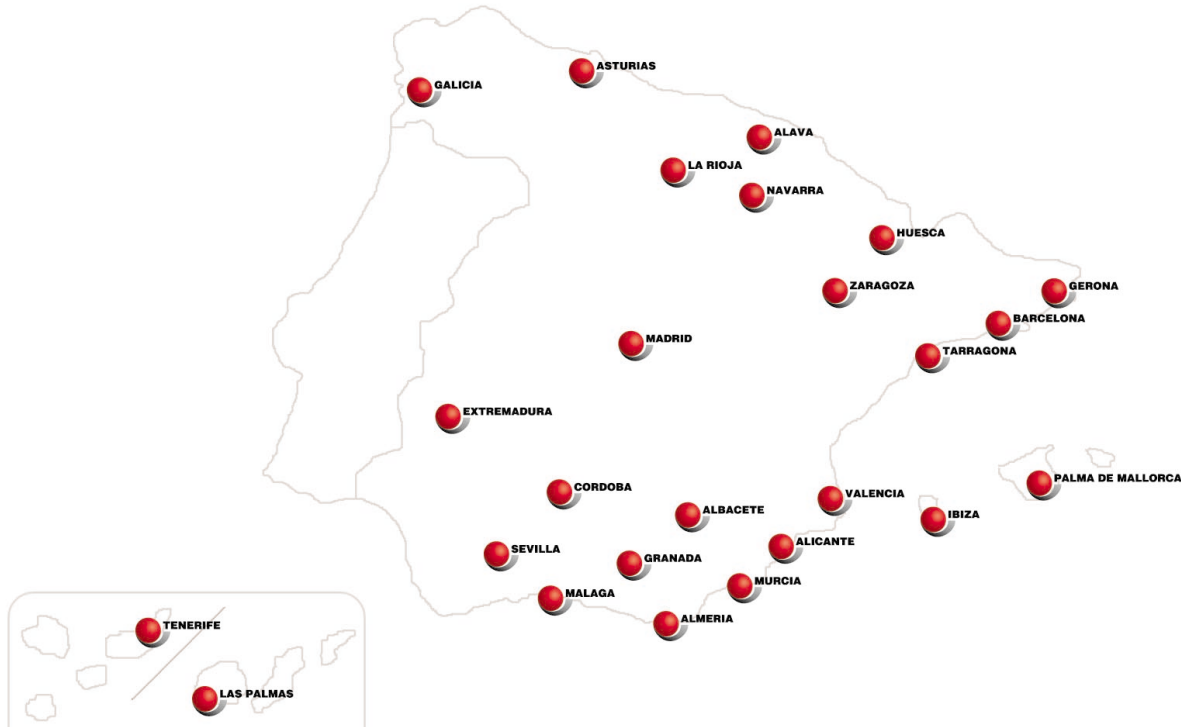 ASTURIAS
GALICIA
ALAVA
LA RIOJA
NAVARRA
HUESCA
ZARAGOZA
GERONA
BARCELONA
MADRID
TARRAGONA
EXTREMADURA
PALMA DE MALLORCA
CORDOBA
VALENCIA
ALBACETE
IBIZA
ALICANTE
SEVILLA
GRANADA
MURCIA
MALAGA
ALMERIA
TENERIFE
LAS PALMAS